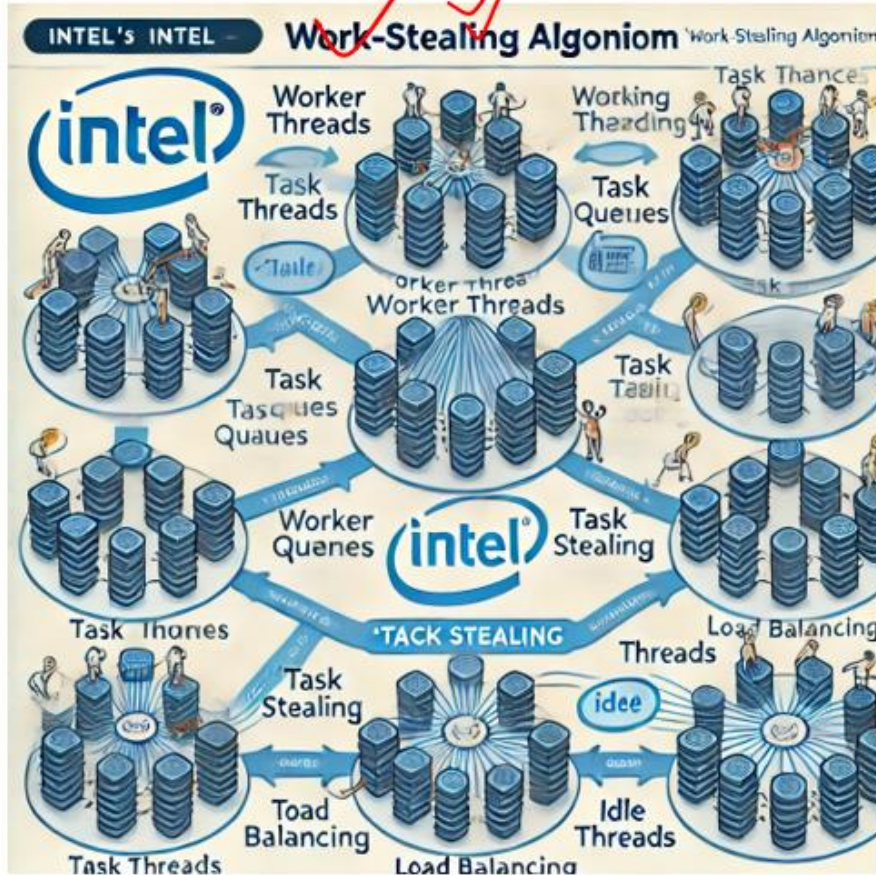 INTEL'S INTEL –
Work-Stealing Algoniom
'Work-Stealing Algoniom
intel
Worker
Threads
Working
Thearding
Task Thances
Task
Threads
Task
Queues
Worker Threads
Task
Tasques
Quaues
Task
Worker
Quenes
intel
Task
Stealing
Task Thories
'TACK STEALING
Load Balancing
Threads
Task
Stealing
idee
Toad
Balancing
Idle
Threads
Task Threads
Load Balancing